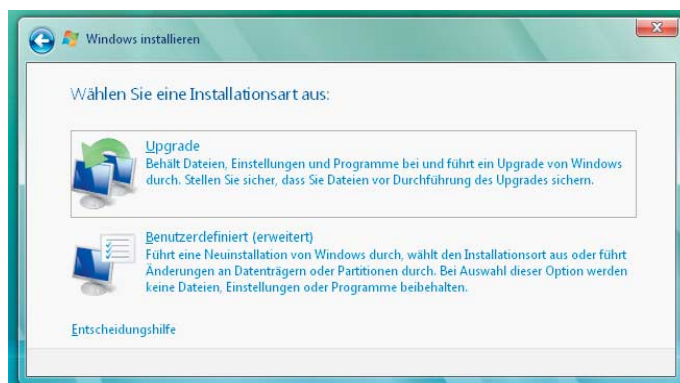 Windows installieren
Wählen Sie eine Installationsart aus:
Upgrade
Behält Dateien, Einstellungen und Programme bei und führt ein Upgrade von Windows
durch. Stellen Sie sicher, dass Sie Dateien vor Durchführung des Upgrades sichern.
Benutzerdefiniert (erweitert)
Führt eine Neuinstallation von Windows durch, wählt den Installationsort aus oder führt
Änderungen an Datenträgern oder Partitionen durch. Bei Auswahl dieser Option werden
keine Dateien, Einstellungen oder Programme beibehalten.
Entscheidungshilfe